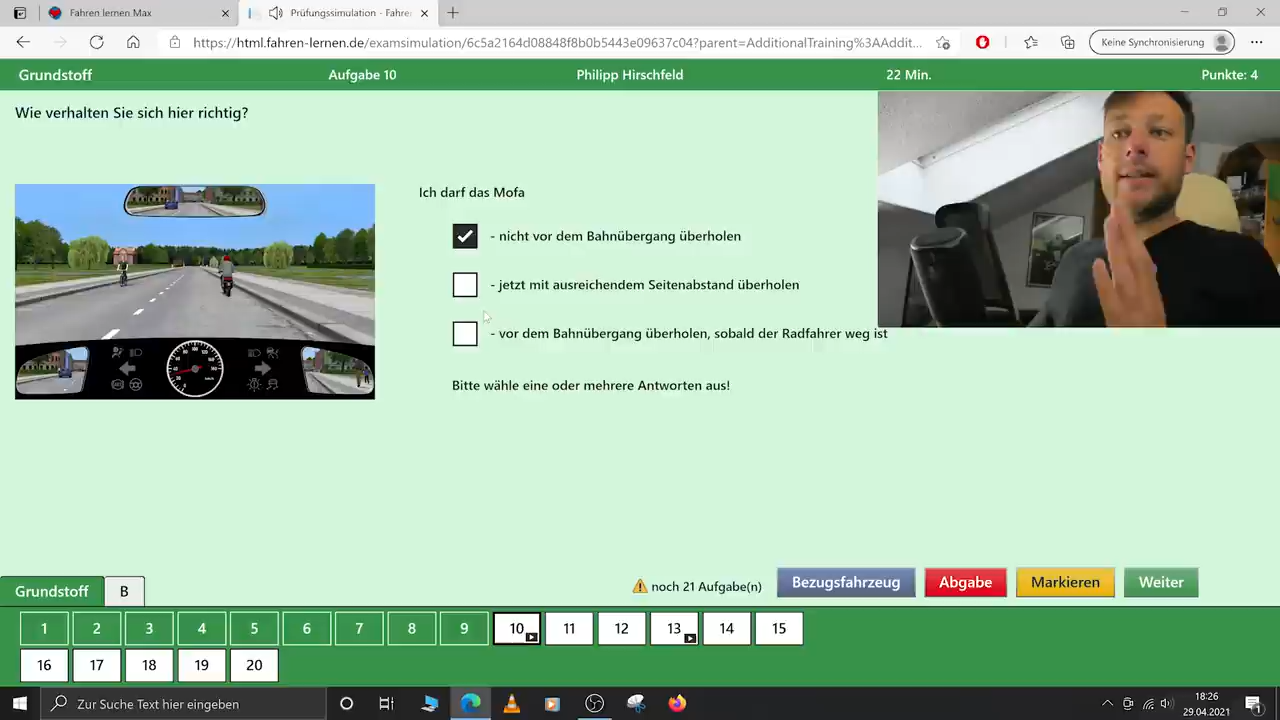 Fahren lernen Max
Prüfungssimulation - Fahrer
https://html.fahren-lernen.de/examsimulation/6c5a2164d08848f8b0b5443e09637c04?parent=AdditionalTraining%3AAddit...
Keine Synchronisierung
Grundstoff
Aufgabe 10
Philipp Hirschfeld
22 Min.
Punkte: 4
Wie verhalten Sie sich hier richtig?
Ich darf das Mofa
- nicht vor dem Bahnübergang überholen
- jetzt mit ausreichendem Seitenabstand überholen
- vor dem Bahnübergang überholen, sobald der Radfahrer weg ist
Bitte wähle eine oder mehrere Antworten aus!
Grundstoff
B
noch 21 Aufgabe(n)
Bezugsfahrzeug
Abgabe
Markieren
Weiter
1 2 3 4 5 6 7 8 9 10 11 12 13 14 15
16 17 18 19 20
Zur Suche Text hier eingeben
18:26
29.04.2021